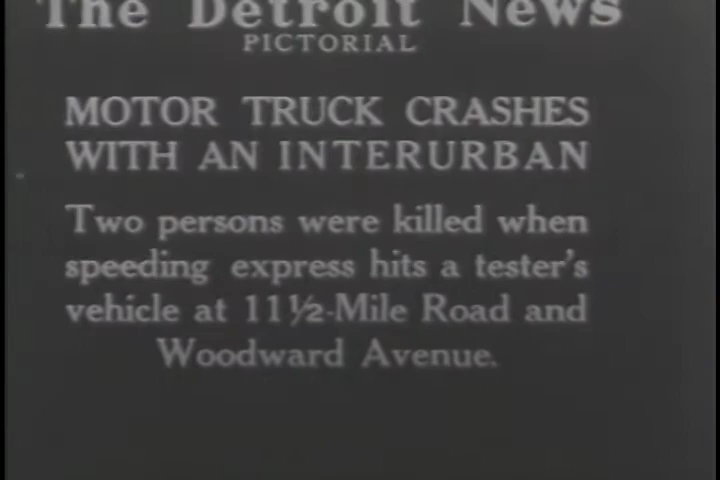 The Detroit News
PICTORIAL
MOTOR TRUCK CRASHES
WITH AN INTERURBAN
Two persons were killed when
speeding express hits a tester's
vehicle at 11½-Mile Road and
Woodward Avenue.